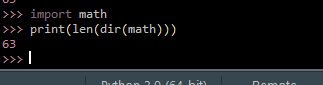 >>> import math
>>> print(len(dir(math)))
63
>>>